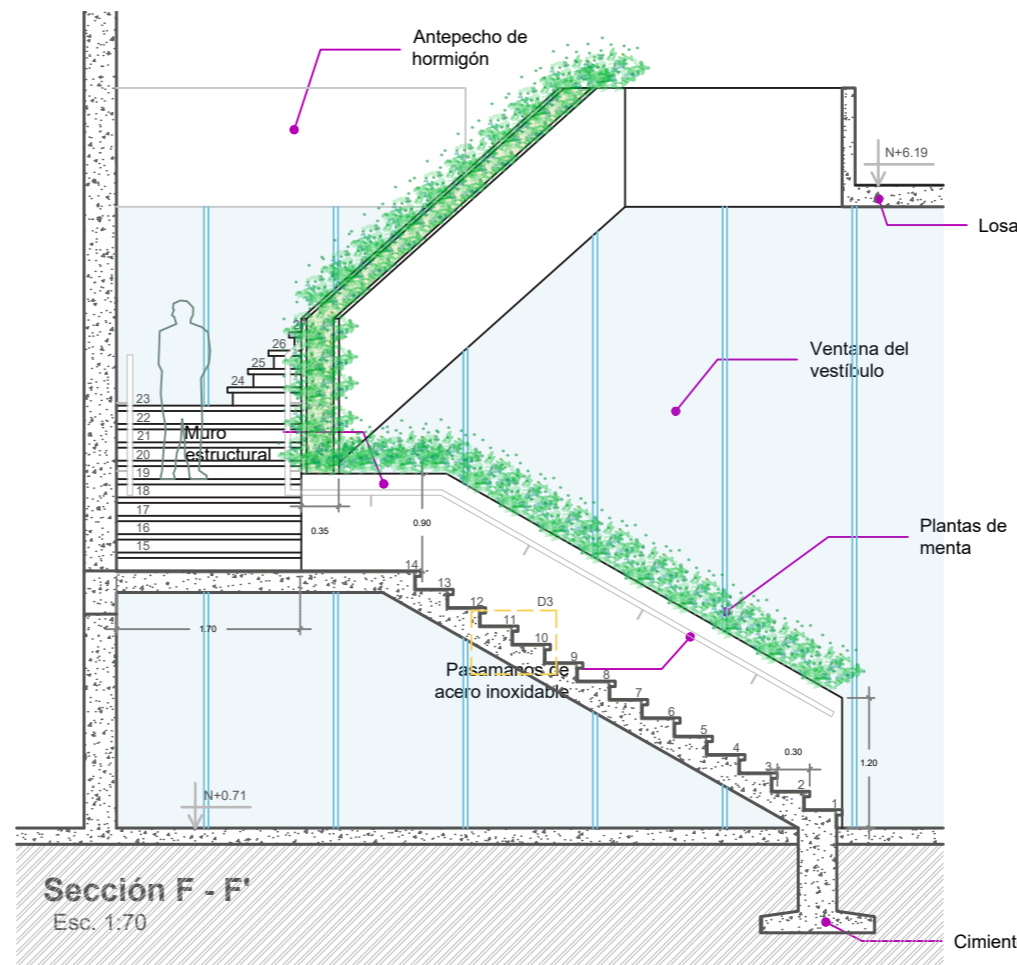 Antepecho de
hormigón
N+6.19
Losa
Ventana del
vestíbulo
26
25
24
23
22
21
20
19
18
17
16
15
Muro
estructural
0.35
0.90
Plantas de
menta
14
13
12
11
10
9
8
7
6
5
4
3
2
1
D3
1.70
Pasamanos de
acero inoxidable
0.30
1.20
N+0.71
Sección F - F'
Esc. 1:70
Cimient